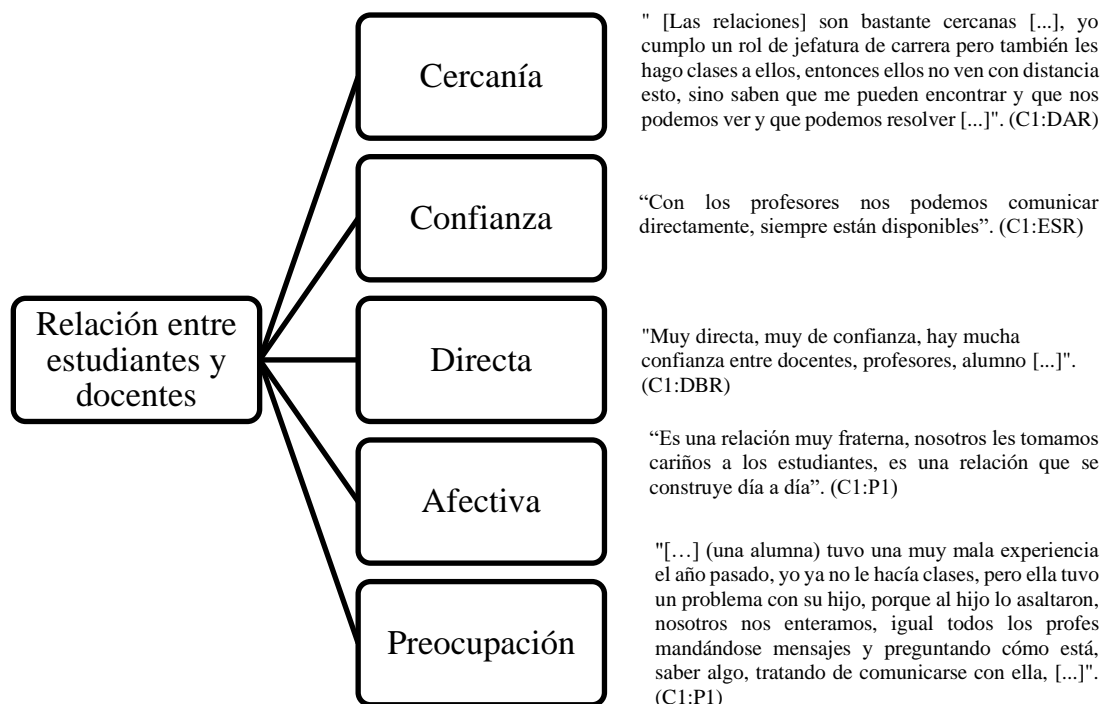 Relación entre
estudiantes y
docentes
Cercanía
" [Las relaciones] son bastante cercanas [...], yo
cumplo un rol de jefatura de carrera pero también les
hago clases a ellos, entonces ellos no ven con distancia
esto, sino saben que me pueden encontrar y que nos
podemos ver y que podemos resolver [...]". (C1:DAR)
Confianza
“Con los profesores nos podemos comunicar
directamente, siempre están disponibles”. (C1:ESR)
Directa
"Muy directa, muy de confianza, hay mucha
confianza entre docentes, profesores, alumno [...]".
(C1:DBR)
Afectiva
“Es una relación muy fraterna, nosotros les tomamos
cariños a los estudiantes, es una relación que se
construye día a día”. (C1:P1)
Preocupación
"[…] (una alumna) tuvo una muy mala experiencia
el año pasado, yo ya no le hacía clases, pero ella tuvo
un problema con su hijo, porque al hijo lo asaltaron,
nosotros nos enteramos, igual todos los profes
mandándose mensajes y preguntando cómo está,
saber algo, tratando de comunicarse con ella, [...]".
(C1:P1)